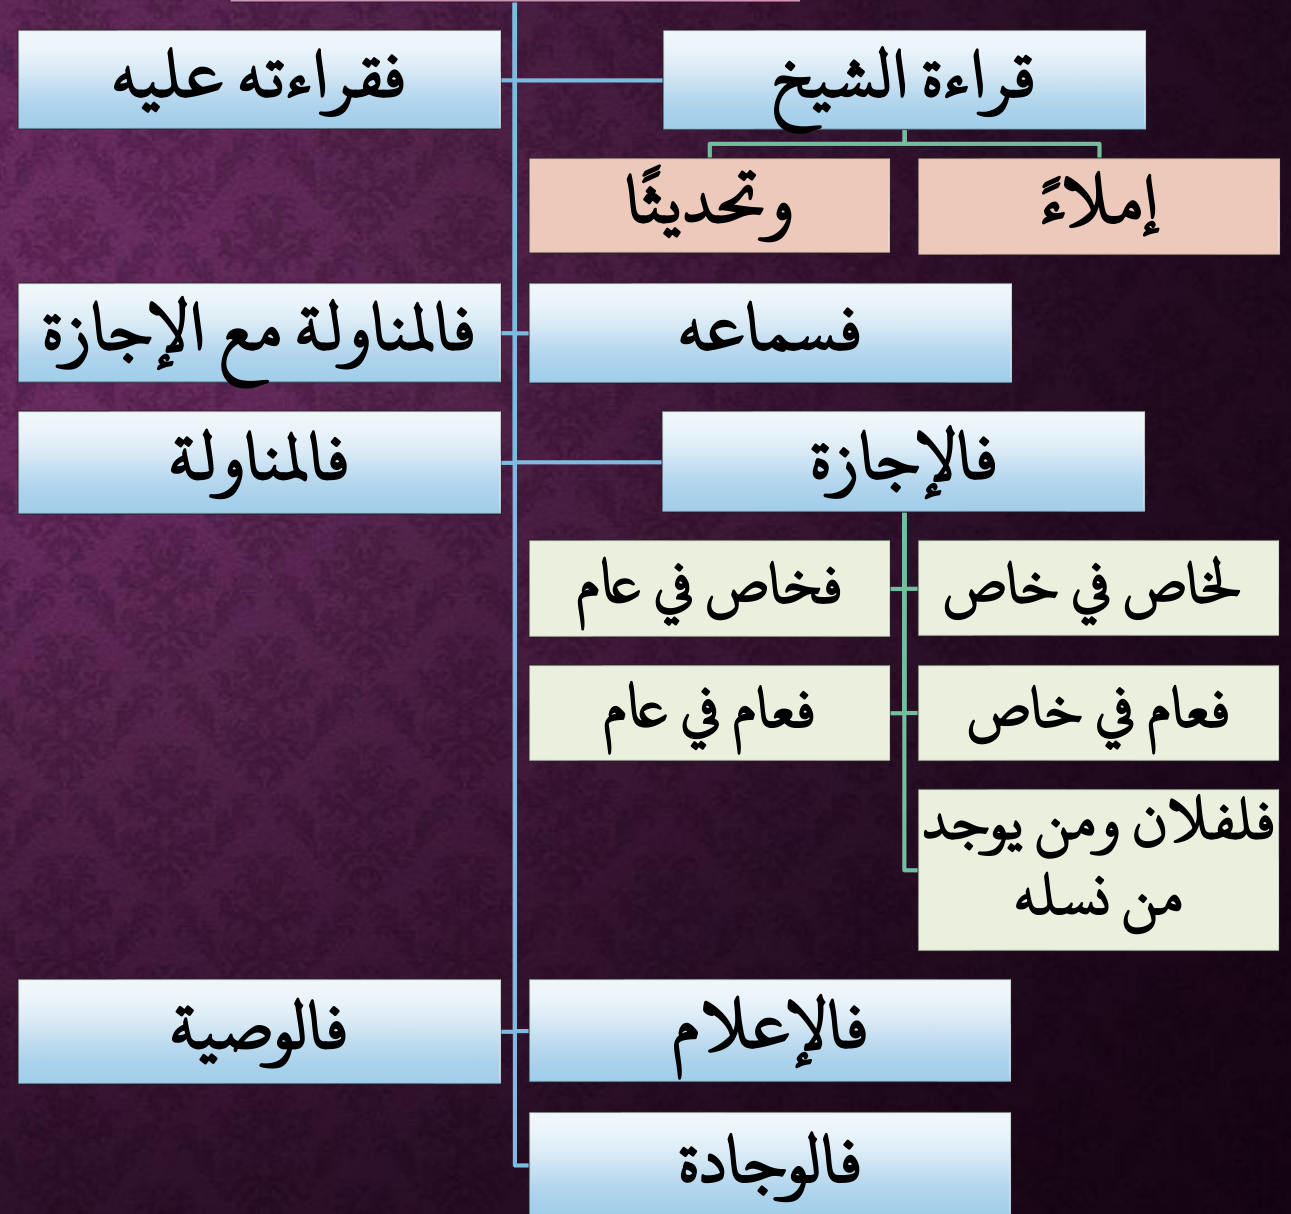 قراءة الشيخ
إملاءً
وتحديثًا
فقراءته عليه
فسماعه
فالمناولة مع الإجازة
فالإجازة
لخاص في خاص
فخاص في عام
فعام في خاص
فعام في عام
فلفلان ومن يوجد
من نسله
فالمناولة
فالإعلام
فالوصية
فالوجادة